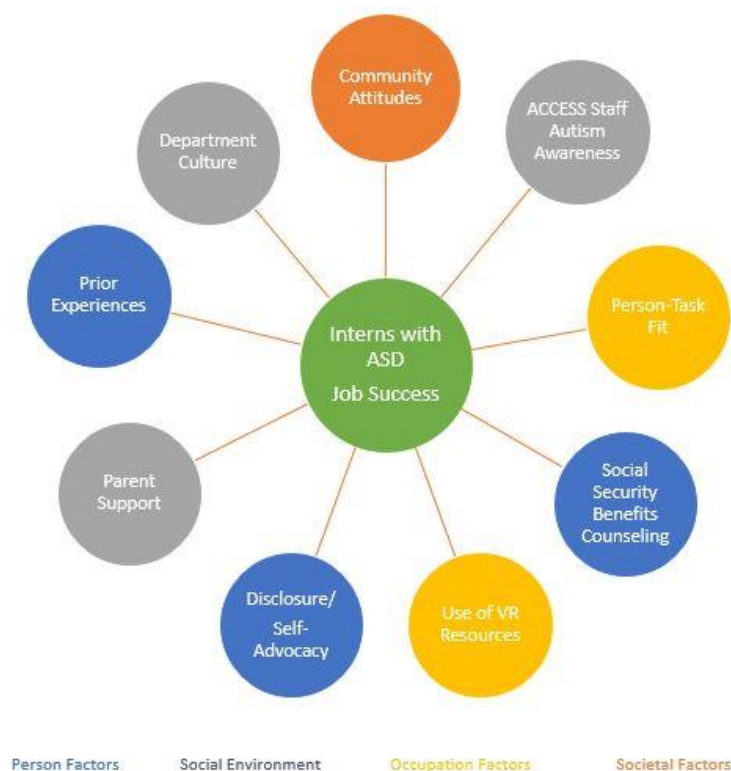 Community
Attitudes
ACCESS Staff
Autism
Awareness
Department
Culture
Prior
Experiences
Person-Task
Fit
Interns with
ASD
Job Success
Parent
Support
Social
Security
Benefits
Counseling
Disclosure/
Self-
Advocacy
Use of VR
Resources
Person Factors
Social Environment
Occupation Factors
Societal Factors